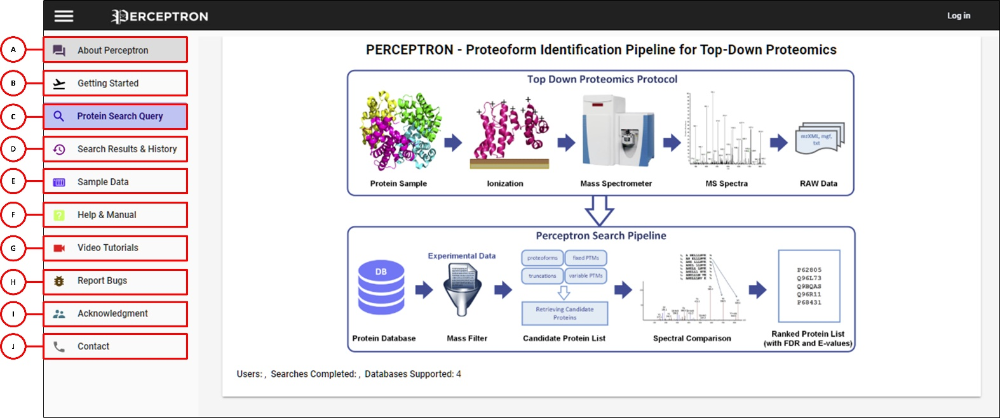 PERCEPTRON
Log in
A
About Perceptron
B
Getting Started
C
Protein Search Query
D
Search Results & History
E
Sample Data
F
Help & Manual
G
Video Tutorials
H
Report Bugs
I
Acknowledgment
J
Contact
PERCEPTRON - Proteoform Identification Pipeline for Top-Down Proteomics
Top Down Proteomics Protocol
mzXML, mgf,
txt
Protein Sample
Ionization
Mass Spectrometer
MS Spectra
RAW Data
Perceptron Search Pipeline
DB
Experimental Data
proteoforms
fixed PTMs
truncations
variable PTMs
Retrieving Candidate
Proteins
P62805
Q96L73
Q9BQAS
Q96R11
P68431
Protein Database
Mass Filter
Candidate Protein List
Spectral Comparison
Ranked Protein List
(with FDR and E-values)
Users: , Searches Completed: , Databases Supported: 4